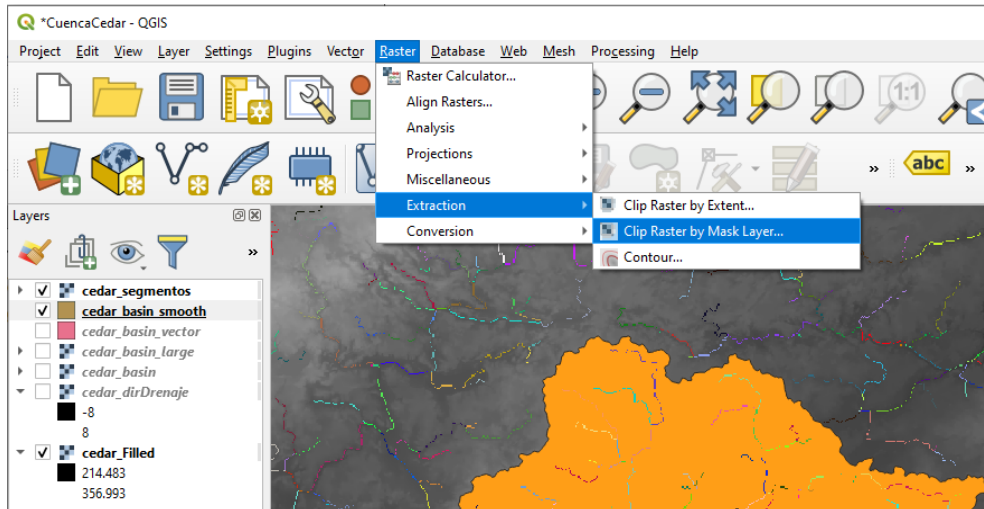 *CuencaCedar - QGIS
Project Edit View Layer Settings Plugins Vector Raster Database Web Mesh Processing Help
Raster Calculator...
Align Rasters...
Analysis
Projections
Miscellaneous
Extraction
Conversion
Clip Raster by Extent...
Clip Raster by Mask Layer...
Contour...
1:1
»
abc
»
Layers
»
cedar_segmentos
cedar_basin_smooth
cedar_basin_vector
cedar_basin_large
cedar_basin
cedar_dirDrenaje
-8
8
cedar_Filled
214.483
356.993